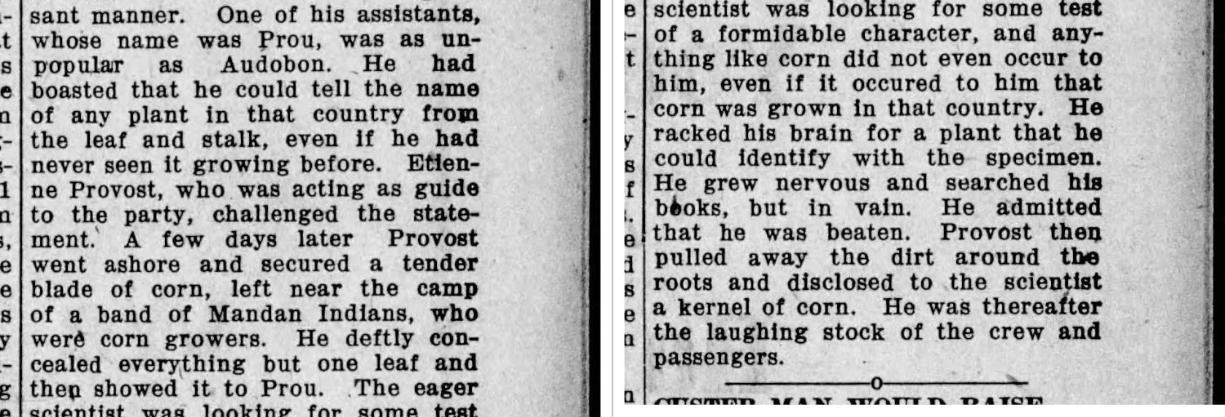 sant manner. One of his assistants,
whose name was Prou, was as un-
popular as Audobon. He had
boasted that he could tell the name
of any plant in that country from
the leaf and stalk, even if he had
never seen it growing before. Etien-
ne Provost, who was acting as guide
to the party, challenged the state-
ment. A few days later Provost
went ashore and secured a tender
blade of corn, left near the camp
of a band of Mandan Indians, who
were corn growers. He deftly con-
cealed everything but one leaf and
then showed it to Prou. The eager
scientist was looking for some test
scientist was looking for some test
of a formidable character, and any-
thing like corn did not even occur to
him, even if it occured to him that
corn was grown in that country. He
racked his brain for a plant that he
could identify with the specimen.
He grew nervous and searched his
books, but in vain. He admitted
that he was beaten. Provost then
pulled away the dirt around the
roots and disclosed to the scientist
a kernel of corn. He was thereafter
the laughing stock of the crew and
passengers.
CUSTER MAN WOULD RAISE